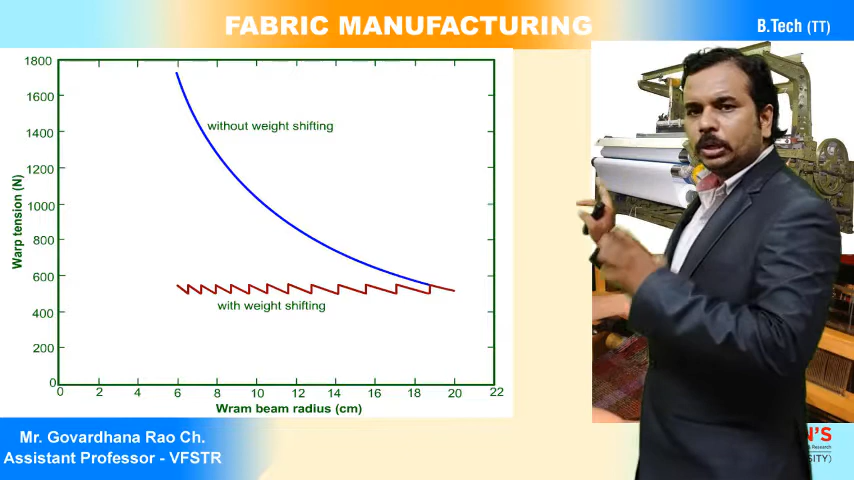 FABRIC MANUFACTURING
B.Tech (TT)
1800
1600
1400
1200
1000
800
600
400
200
0
Warp tension (N)
without weight shifting
with weight shifting
0 2 4 6 8 10 12 14 16 18 20 22
Wram beam radius (cm)
Mr. Govardhana Rao Ch.
Assistant Professor - VFSTR
N'S
& Research
SITY)